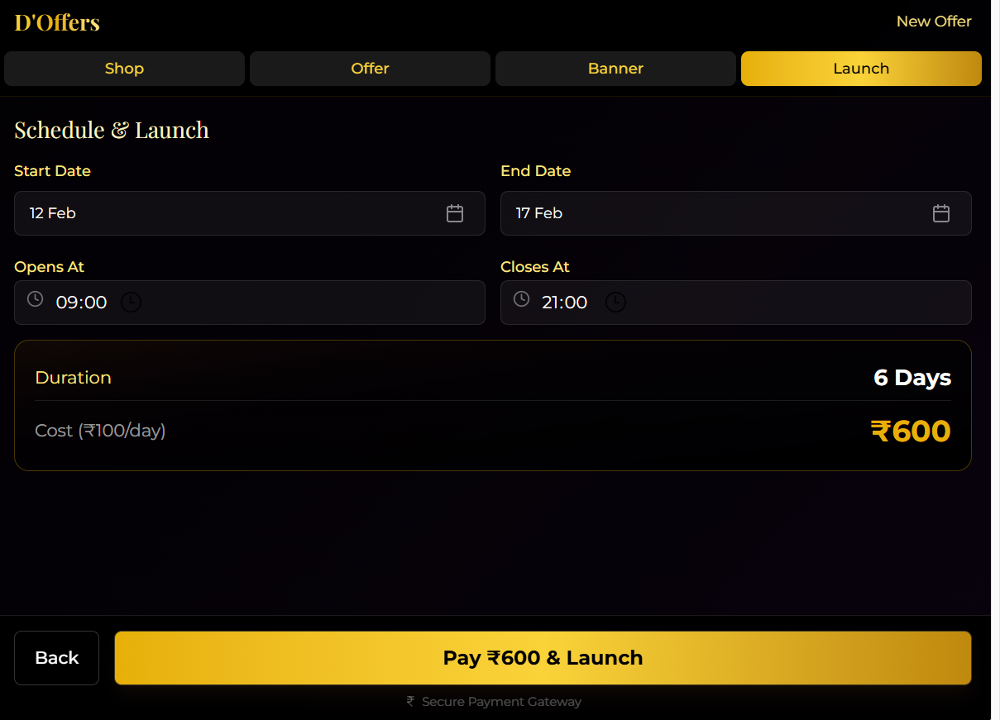 D'Offers
New Offer
Shop
Offer
Banner
Launch
Schedule & Launch
Start Date
End Date
12 Feb
17 Feb
Opens At
Closes At
09:00
21:00
Duration
6 Days
Cost (₹100/day)
₹600
Back
Pay ₹600 & Launch
₹ Secure Payment Gateway